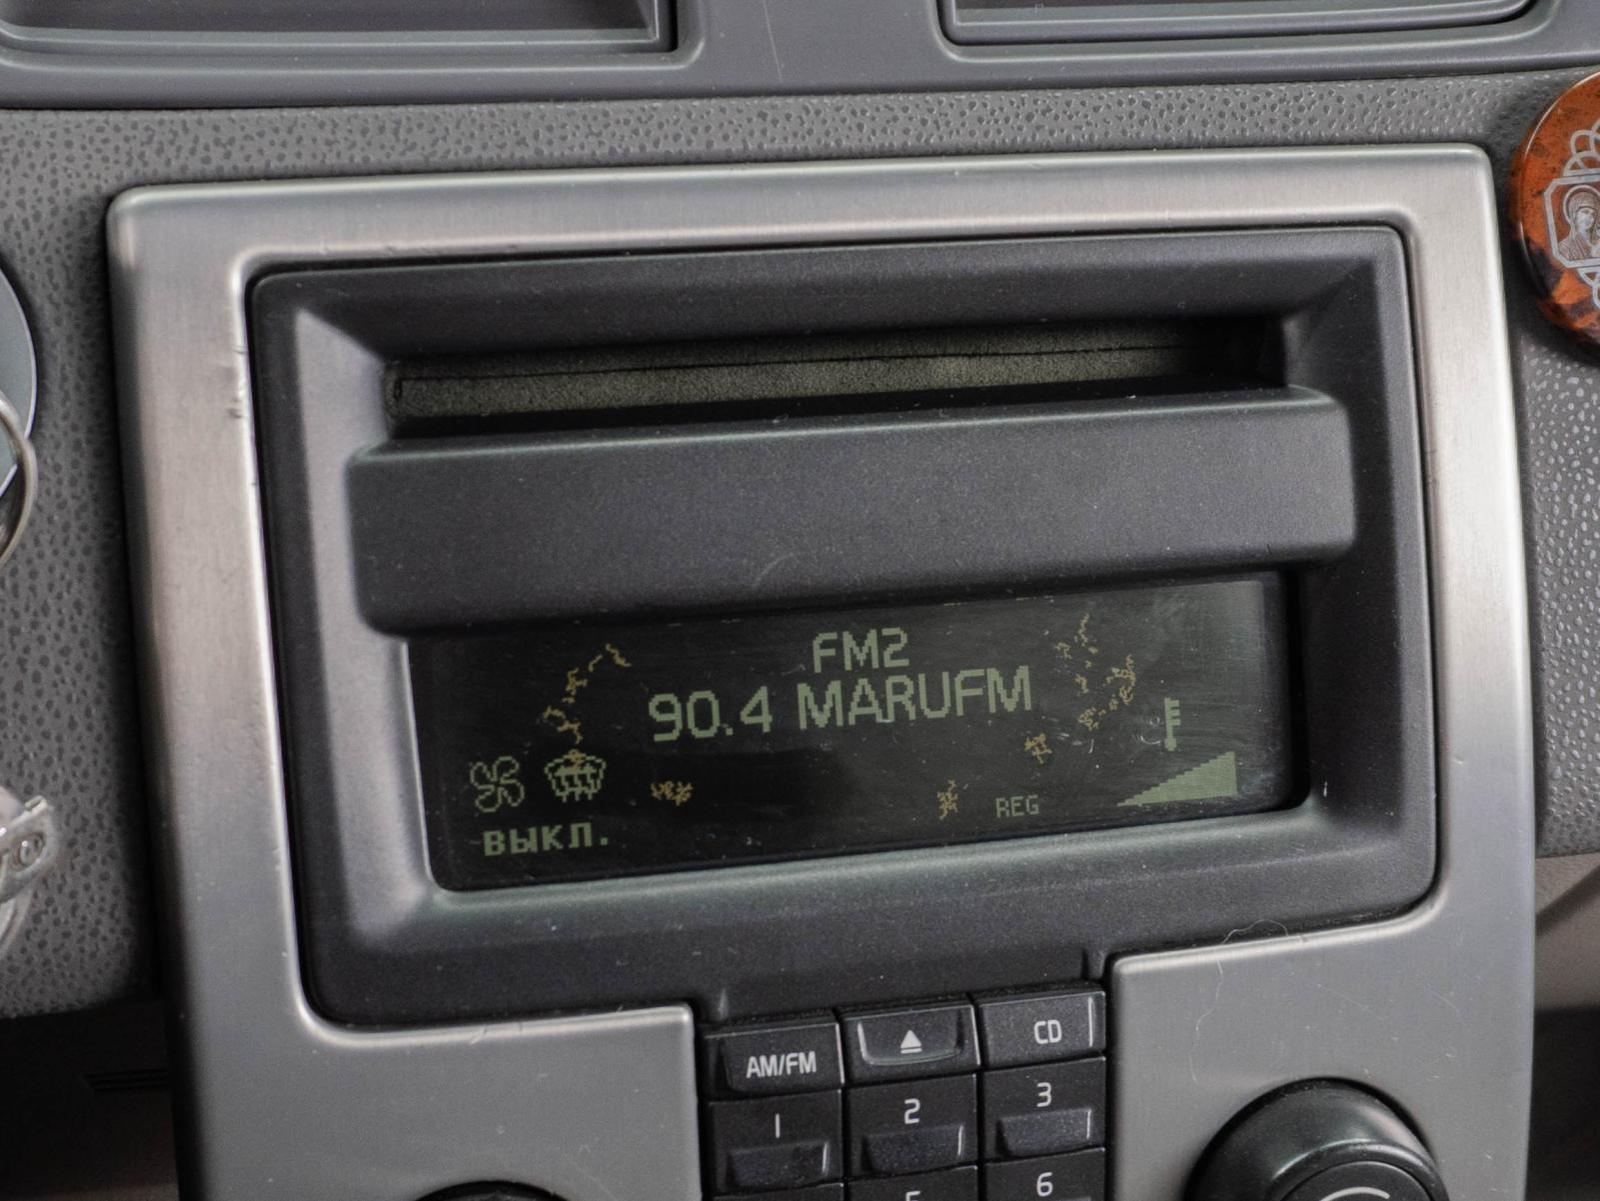 FM2
90.4 MARUFM
REG
ВЫКЛ.
AM/FM
CD
1
2
3
6